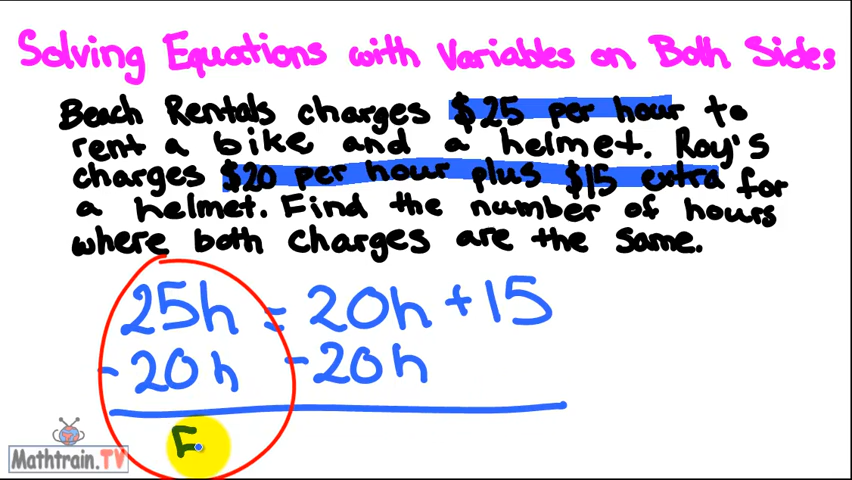 Solving Equations with Variables on Both Sides
Beach Rentals charges $25 per hour to
rent a bike and a helmet. Roy's
charges $20 per hour plus $15 extra for
a helmet. Find the number of hours
where both charges are the same.
25h = 20h +15
-20h -20h
Mathtrain.TV